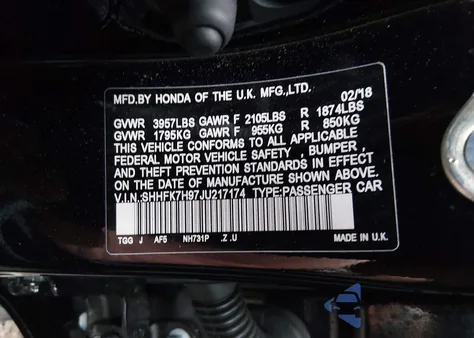 MFD.BY HONDA OF THE U.K. MFG.,LTD. 02/18
GVWR 3957LBS GAWR F 2105LBS R 1874LBS
GVWR 1795KG GAWR F 955KG R 850KG
THIS VEHICLE CONFORMS TO ALL APPLICABLE
FEDERAL MOTOR VEHICLE SAFETY , BUMPER ,
AND THEFT PREVENTION STANDARDS IN
EFFECT ON THE DATE OF MANUFACTURE SHOWN ABOVE.
V.I.N.:SHHFK7H97JU217174 TYPE:PASSENGER CAR
TGG J AF5 NH731P .Z .U MADE IN U.K.